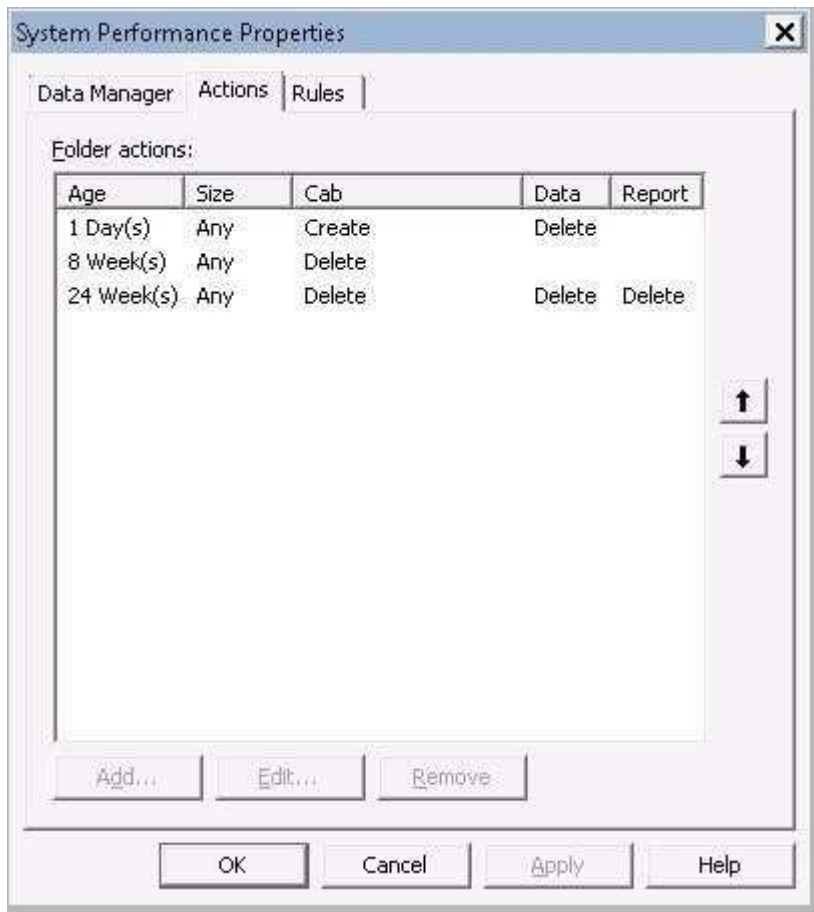 System Performance Properties
Data Manager Actions Rules
Folder actions:
Age Size Cab Data Report
1 Day(s) Any Create Delete
8 Week(s) Any Delete
24 Week(s) Any Delete Delete Delete
Add... Edit... Remove
OK Cancel Apply Help